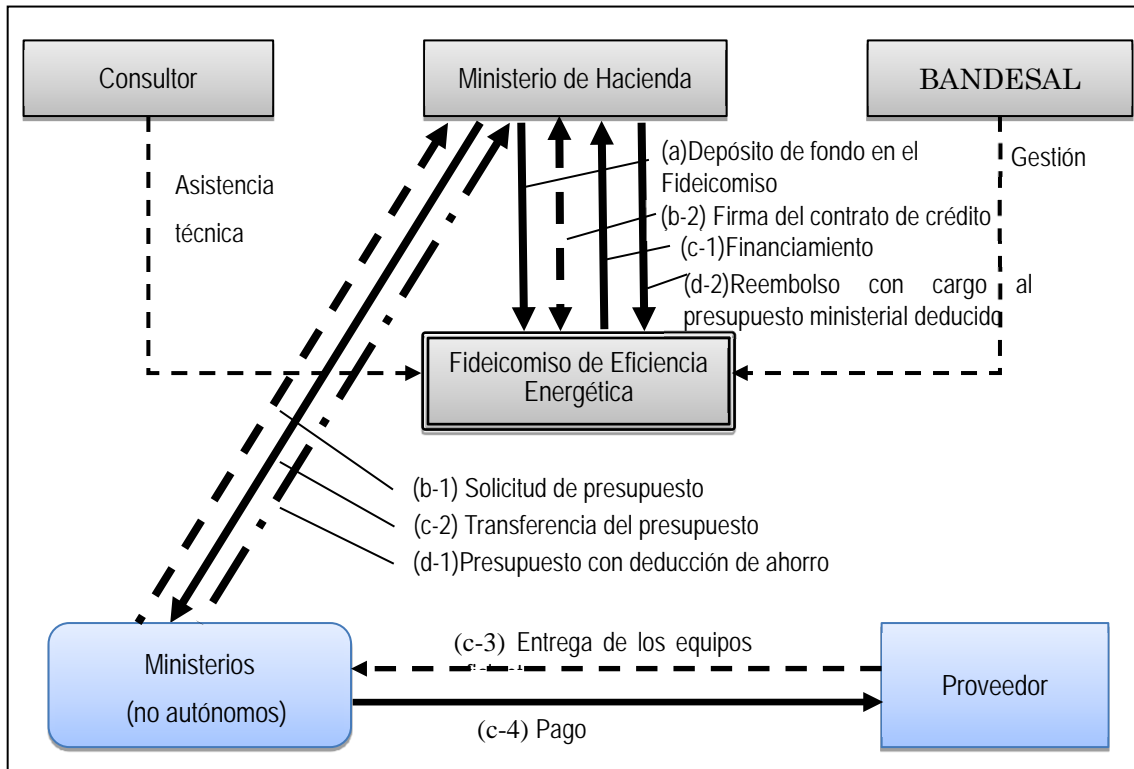 Consultor
Ministerio de Hacienda
BANDESAL
Asistencia
técnica
(a)Depósito de fondo en el
Fideicomiso
Gestión
(b-2) Firma del contrato de crédito
(c-1)Financiamiento
(d-2)Reembolso con cargo al
presupuesto ministerial deducido
Fideicomiso de Eficiencia
Energética
(b-1) Solicitud de presupuesto
(c-2) Transferencia del presupuesto
(d-1)Presupuesto con deducción de ahorro
Ministerios
(no autónomos)
(c-3) Entrega de los equipos
Proveedor
(c-4) Pago